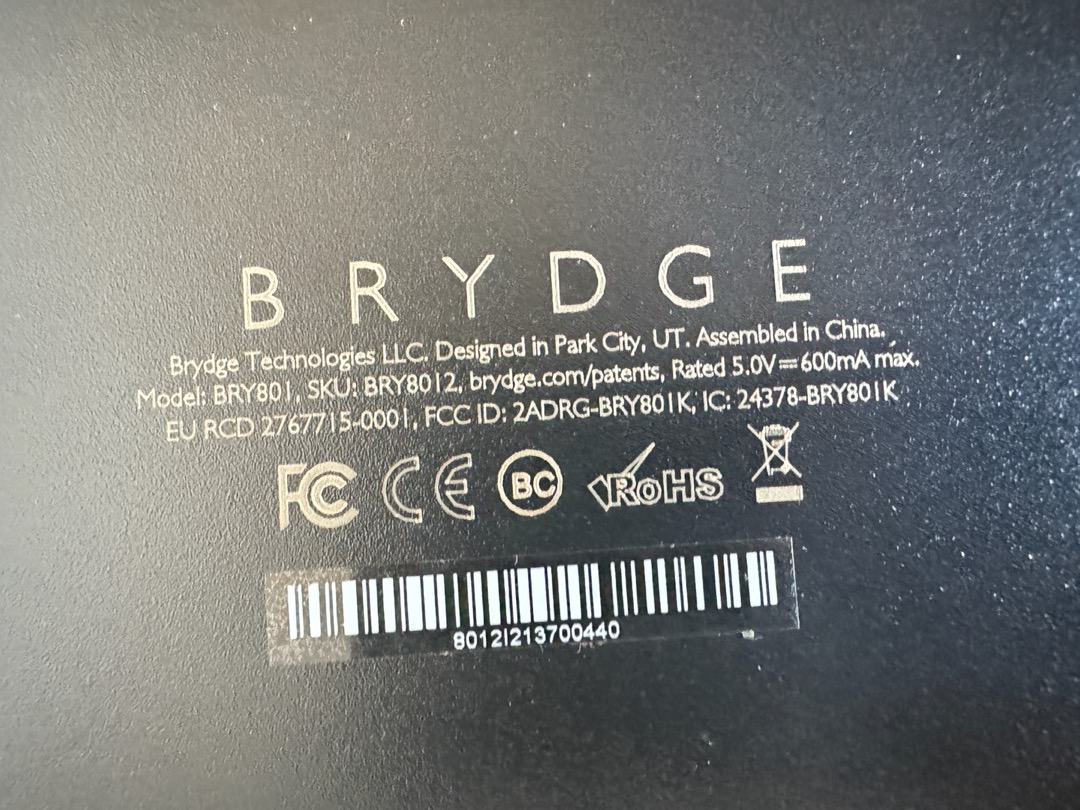 BRYDGE
Brydge Technologies LLC. Designed in Park City, UT. Assembled in China.
Model: BRY801, SKU: BRY8012, brydge.com/patents, Rated 5.0V⎓600mA max.
EU RCD 2767715-0001, FCC ID: 2ADRG-BRY801K, IC: 24378-BRY801K
FC CE BC RoHS
8012I213700440